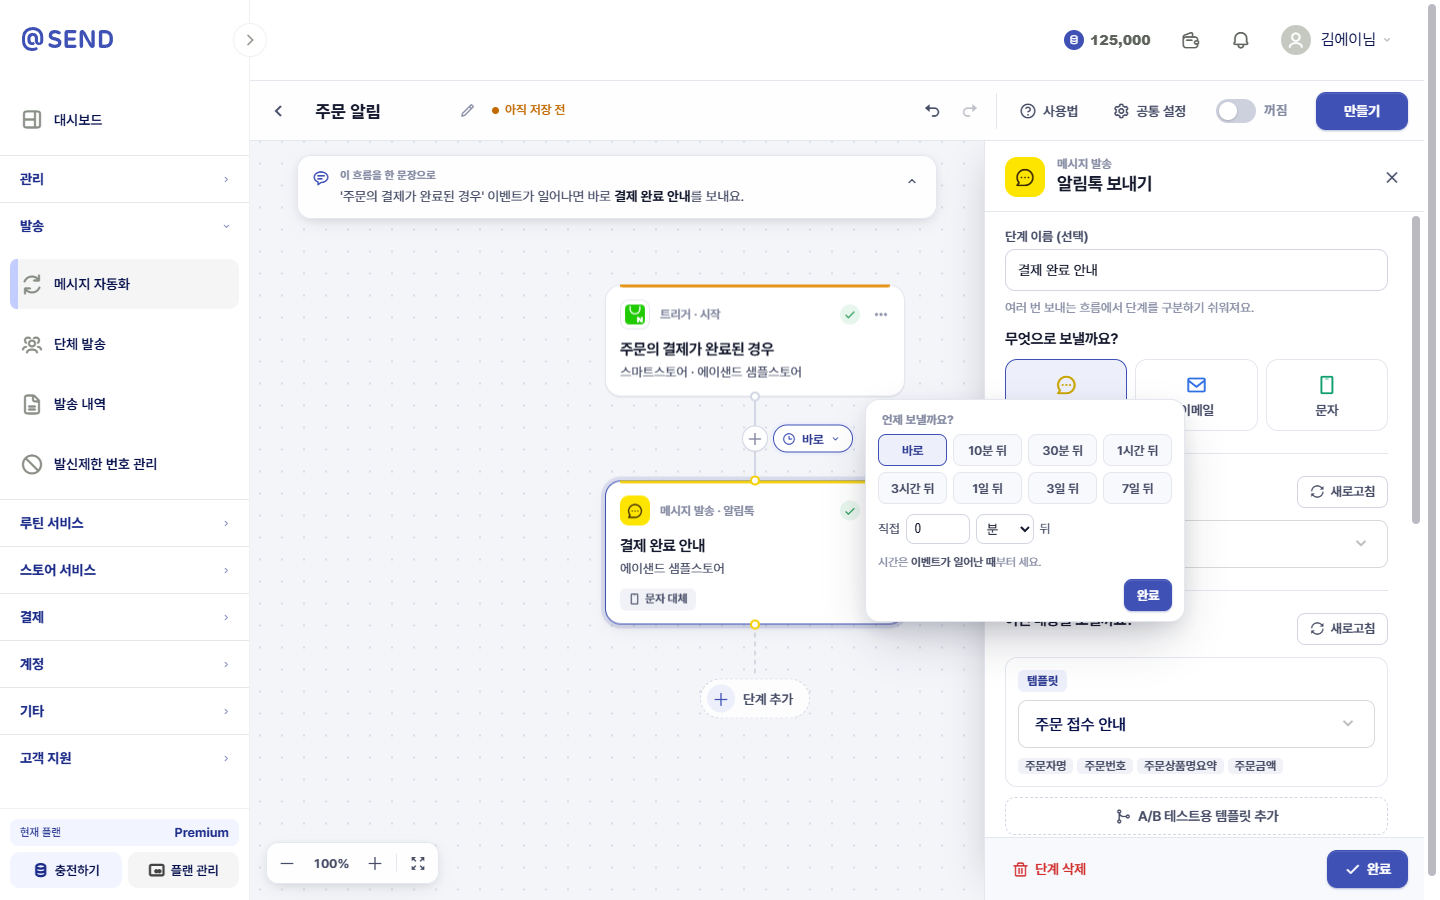 @SEND
125,000
김에이님
대시보드
관리
발송
메시지 자동화
단체 발송
발송 내역
발신제한 번호 관리
루틴 서비스
스토어 서비스
결제
계정
기타
고객 지원
현재 플랜
Premium
충전하기
플랜 관리
주문 알림
아직 저장 전
사용법
공통 설정
꺼짐
만들기
이 흐름을 한 문장으로
'주문의 결제가 완료된 경우' 이벤트가 일어나면 바로 결제 완료 안내를 보내요.
트리거 · 시작
주문의 결제가 완료된 경우
스마트스토어 · 에이샌드 샘플스토어
바로
메시지 발송 · 알림톡
결제 완료 안내
에이샌드 샘플스토어
문자 대체
단계 추가
100%
언제 보낼까요?
바로
10분 뒤
30분 뒤
1시간 뒤
3시간 뒤
1일 뒤
3일 뒤
7일 뒤
직접
0
분
뒤
시간은 이벤트가 일어난 때부터 세요.
완료
메시지 발송
알림톡 보내기
단계 이름 (선택)
결제 완료 안내
여러 번 보내는 흐름에서 단계를 구분하기 쉬워져요.
무엇으로 보낼까요?
이메일
문자
새로고침
새로고침
템플릿
주문 접수 안내
주문자명
주문번호
주문상품명요약
주문금액
A/B 테스트용 템플릿 추가
단계 삭제
완료